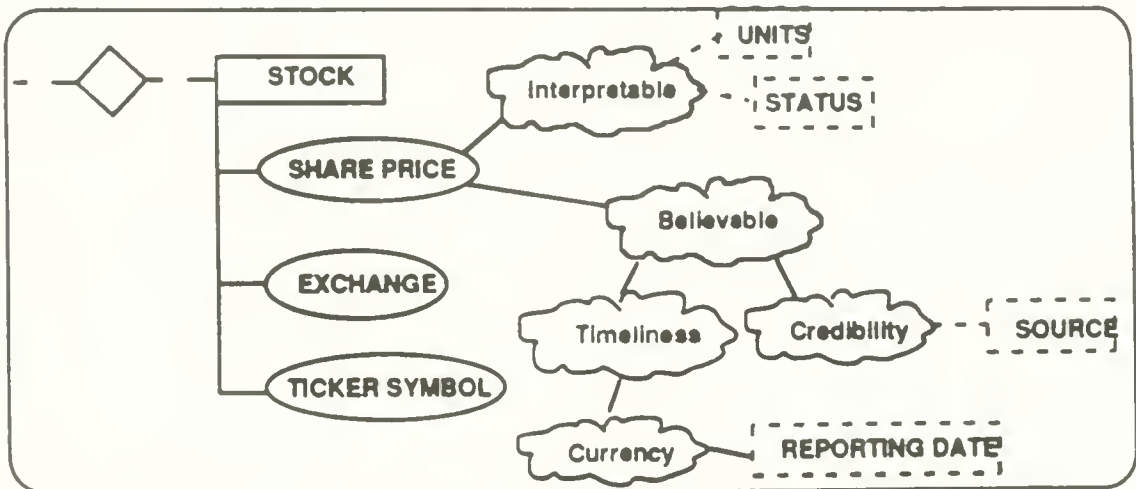 UNITS
STOCK
Interpretable
STATUS
SHARE PRICE
Believable
EXCHANGE
Timeliness
Credibility
SOURCE
TICKER SYMBOL
Currency
REPORTING DATE